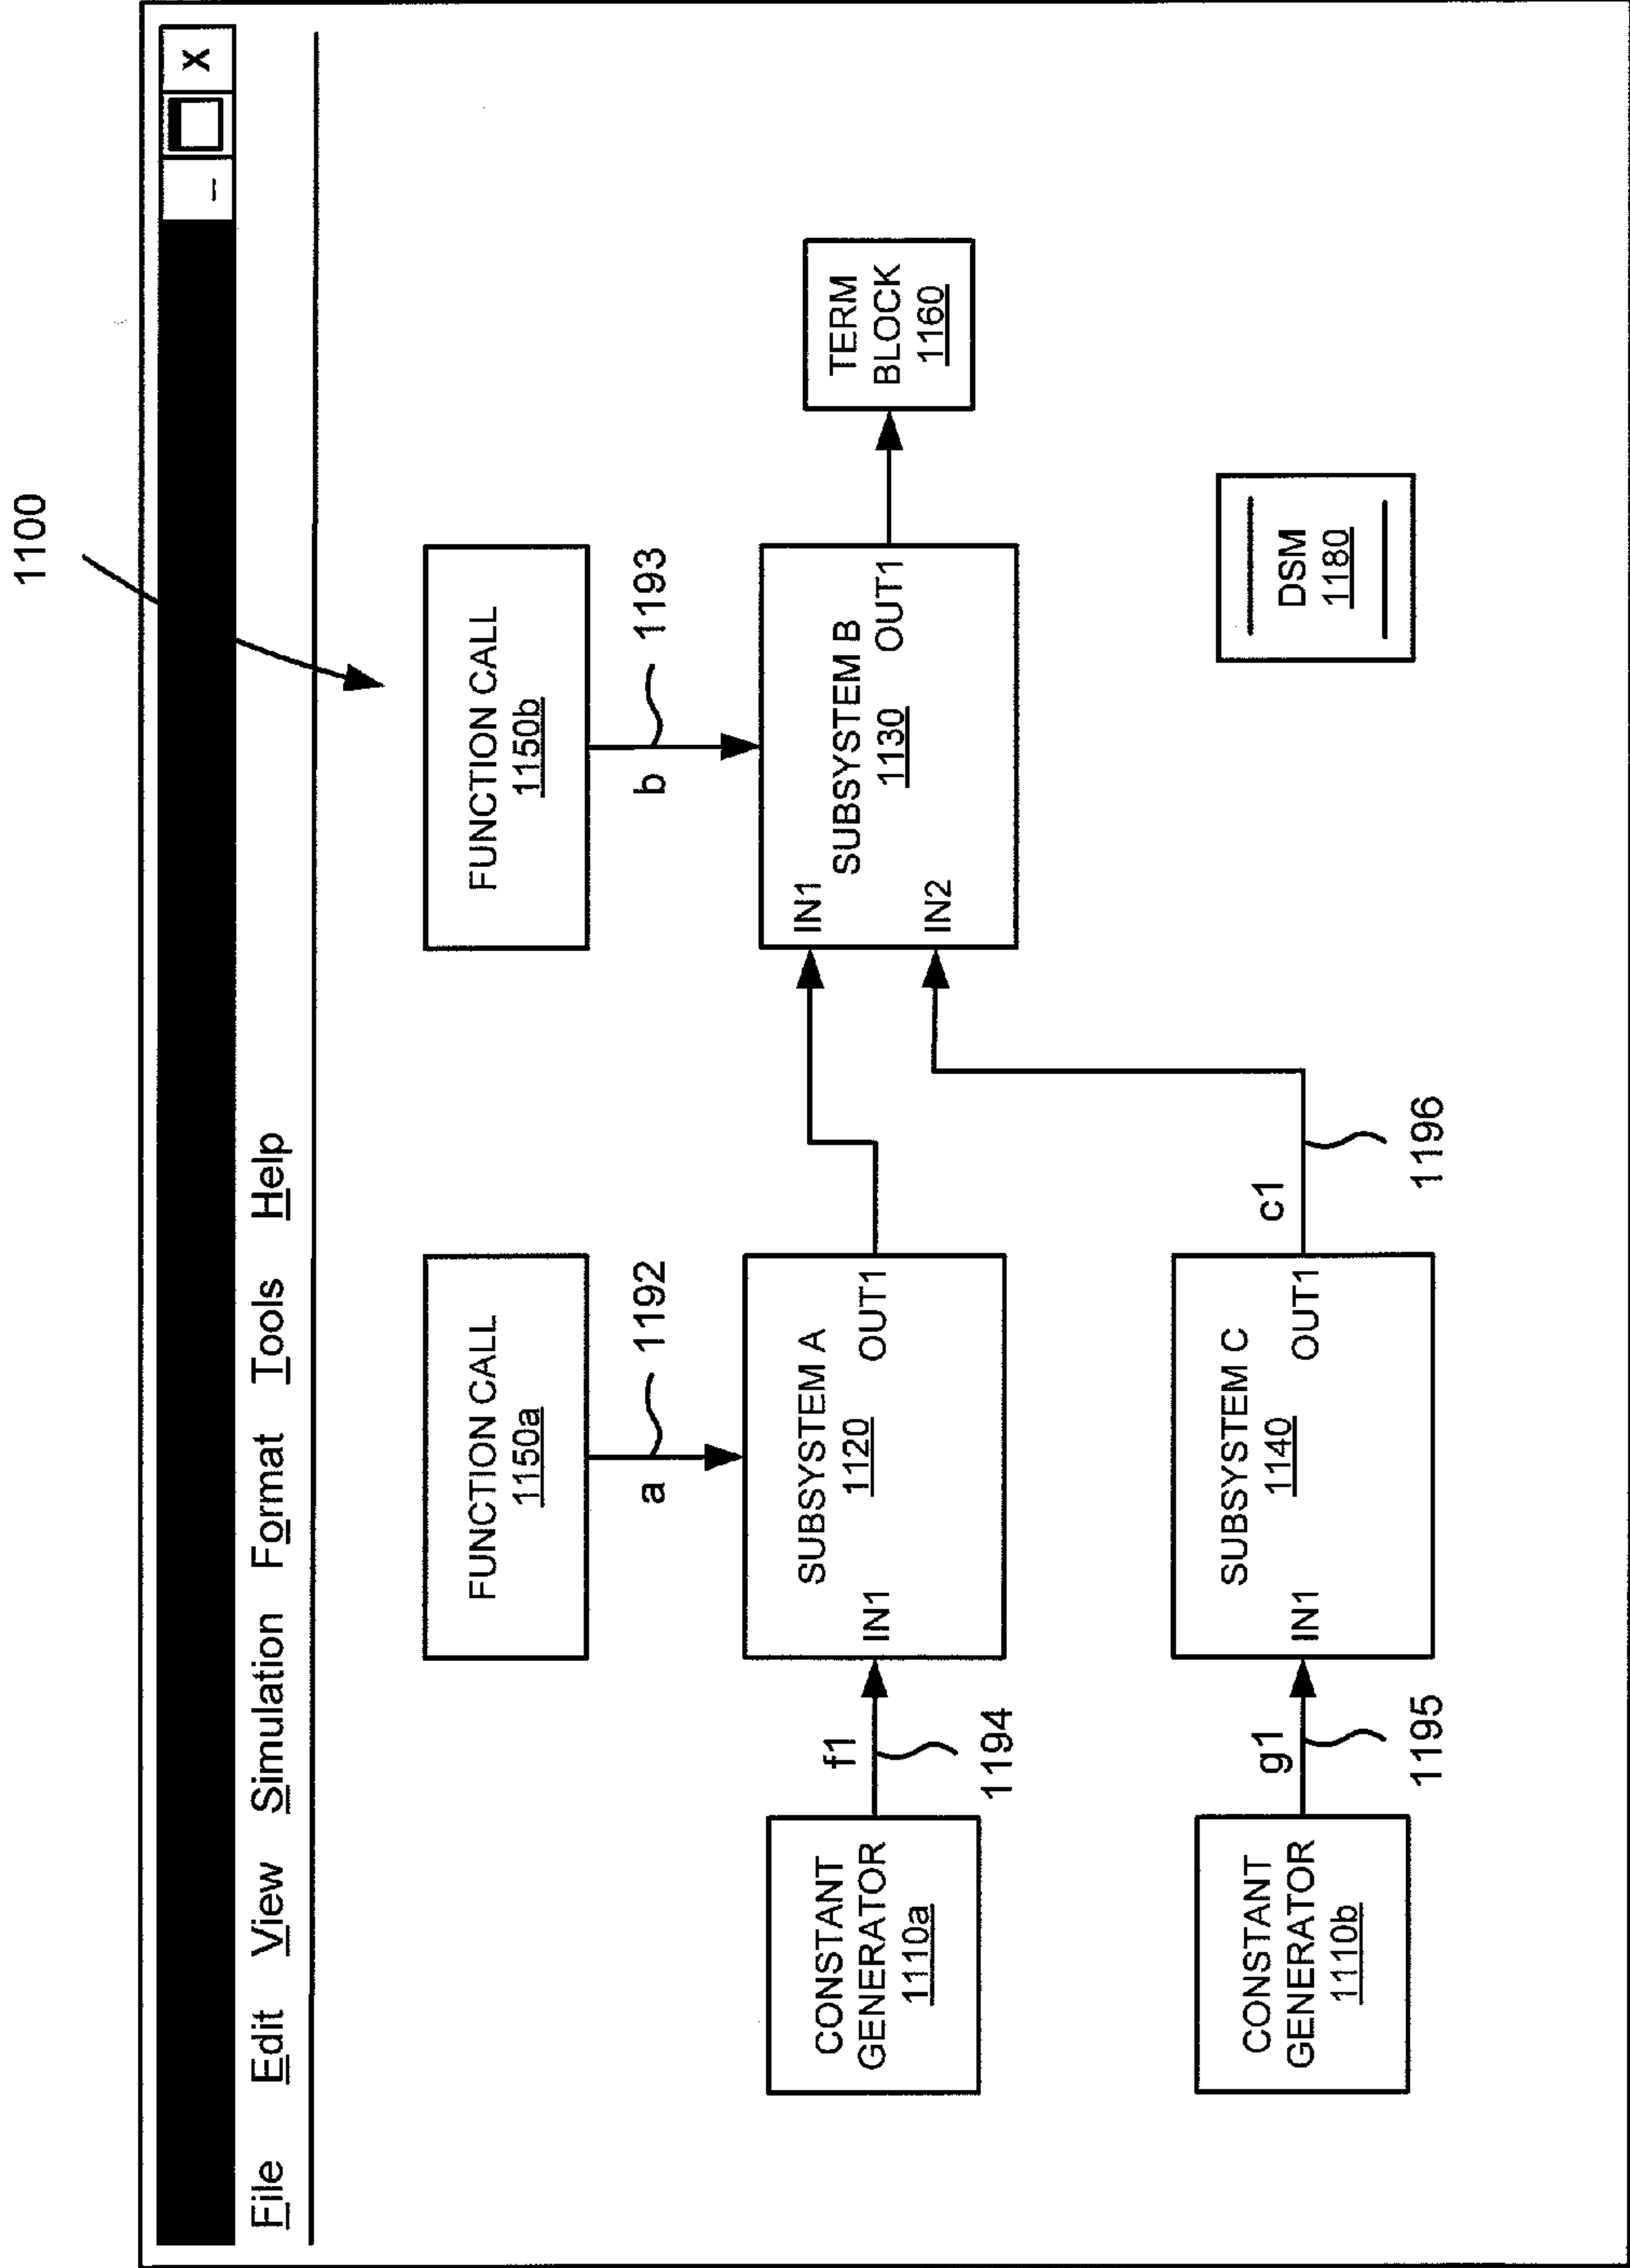 1100
– X
File Edit View Simulation Format Tools Help
FUNCTION CALL
1150a
FUNCTION CALL
1150b
a
1192
b
1193
CONSTANT
GENERATOR
1110a
f1
1194
IN1
SUBSYSTEM A
1120
OUT1
IN1
IN2
SUBSYSTEM B
1130
OUT1
TERM
BLOCK
1160
CONSTANT
GENERATOR
1110b
g1
1195
IN1
SUBSYSTEM C
1140
OUT1
c1
1196
DSM
1180